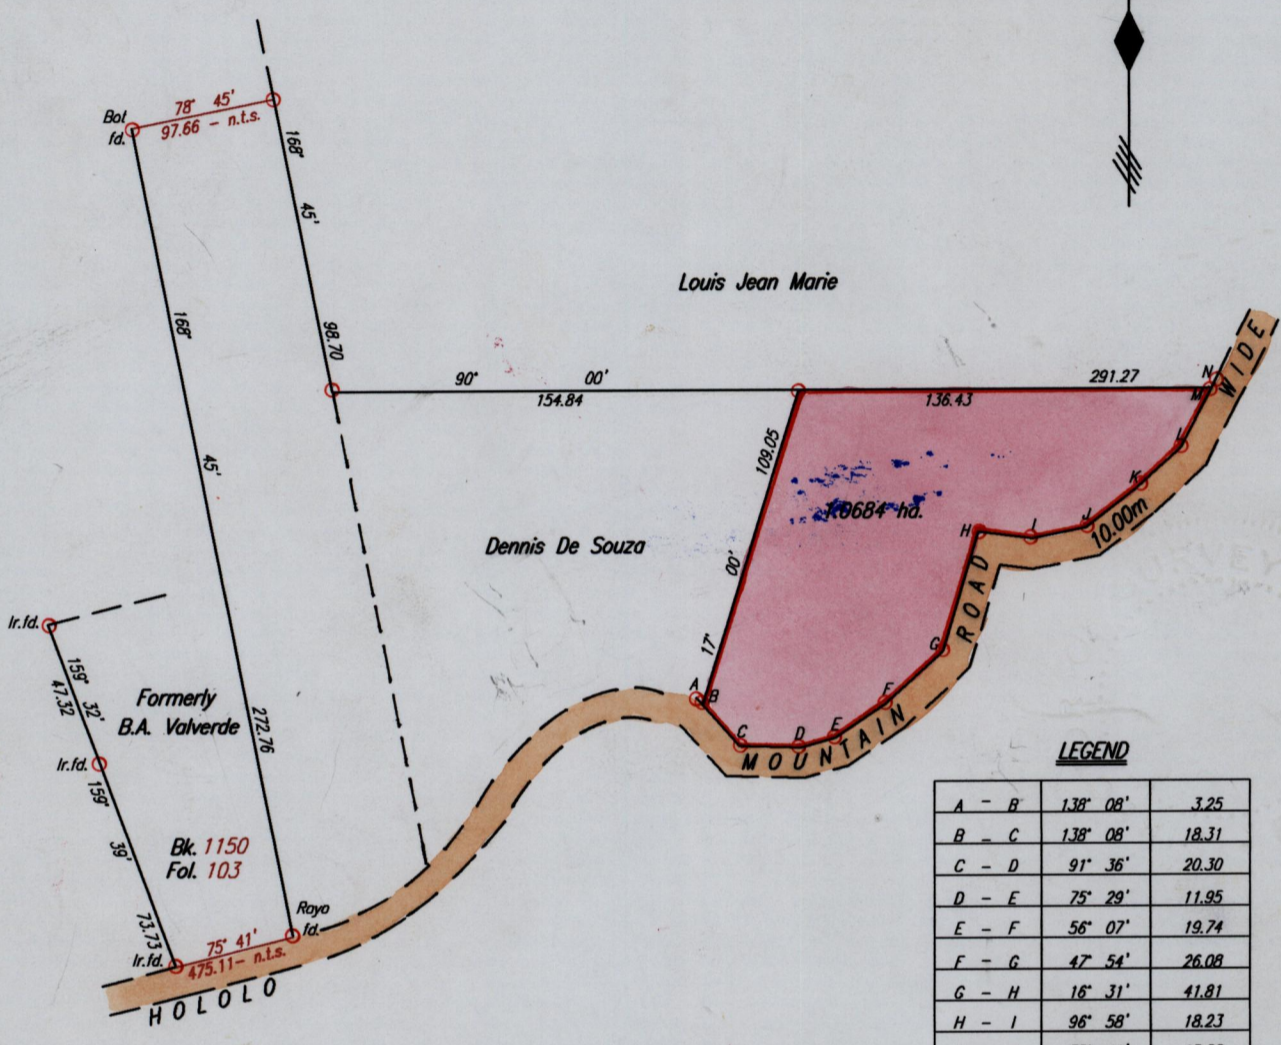 Bot
fd.
78° 45'
97.66 – n.t.s.
168°
45'
98.70
168°
45'
272.76
Louis Jean Marie
90° 00'
154.84
291.27
136.43
109.05
00'
17°
Dennis De Souza
ha.
N
M
WIDE
L
K
J
I
H
10.00m
G
ROAD
F
E
D
C
B
A
MOUNTAIN
Ir.fd.
159° 32'
47.32
Formerly
B.A. Valverde
Ir.fd.
159°
39'
73.73
Bk. 1150
Fol. 103
Ir.fd.
75° 41'
475.11– n.t.s.
fd.
HOLOLO
LEGEND
A – B 138° 08' 3.25
B – C 138° 08' 18.31
C – D 91° 36' 20.30
D – E 75° 29' 11.95
E – F 56° 07' 19.74
F – G 47° 54' 26.08
G – H 16° 31' 41.81
H – I 96° 58' 18.23